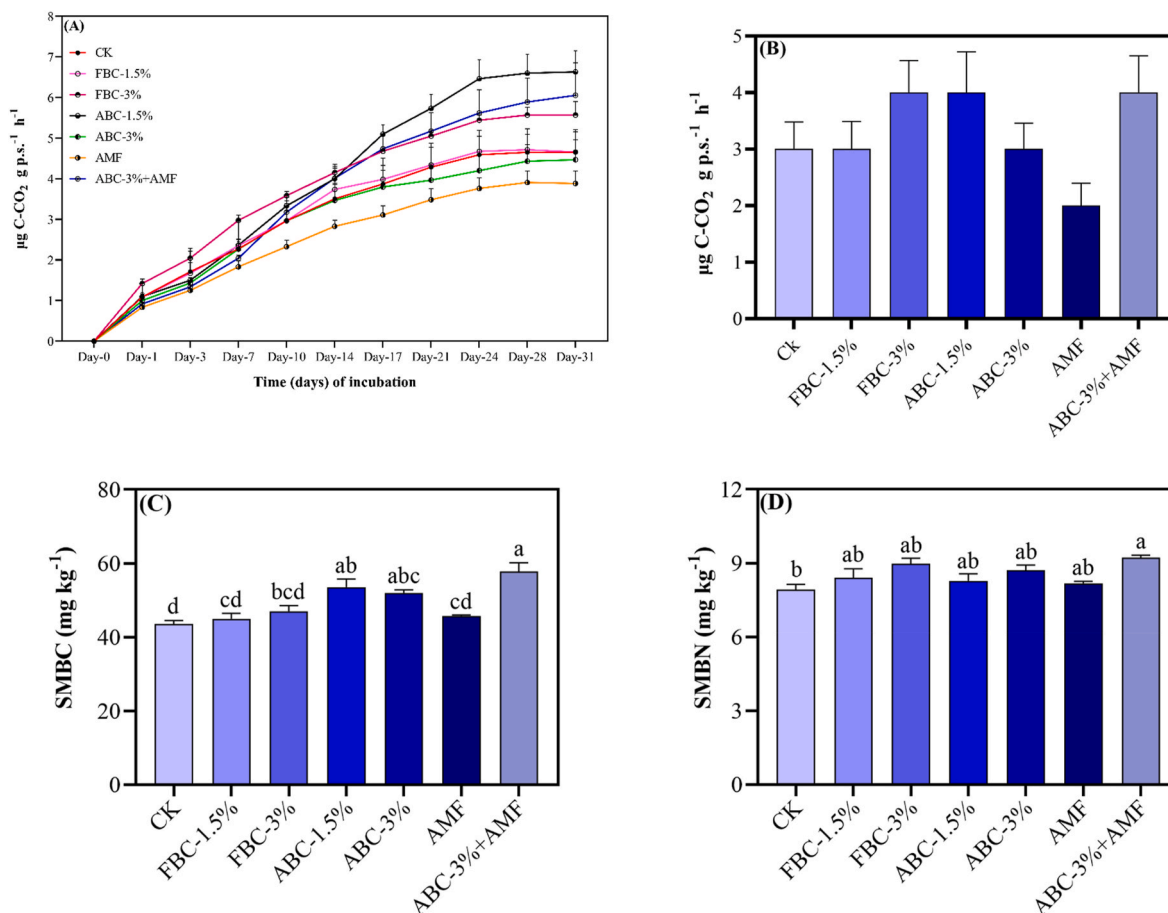 (A)
8
7
6
5
4
3
2
1
0
µg C-CO₂ g p.s.⁻¹ h⁻¹
CK
FBC-1.5%
FBC-3%
ABC-1.5%
ABC-3%
AMF
ABC-3%+AMF
Day-0 Day-1 Day-3 Day-7 Day-10 Day-14 Day-17 Day-21 Day-24 Day-28 Day-31
Time (days) of incubation
(B)
5
4
3
2
1
0
µg C-CO₂ g p.s.⁻¹ h⁻¹
Ck FBC-1.5% FBC-3% ABC-1.5% ABC-3% AMF ABC-3%+AMF
(C)
80
60
40
20
0
SMBC (mg kg⁻¹)
d cd bcd ab abc cd a
CK FBC-1.5% FBC-3% ABC-1.5% ABC-3% AMF ABC-3%+AMF
(D)
12
9
6
3
0
SMBN (mg kg⁻¹)
b ab ab ab ab ab a
CK FBC-1.5% FBC-3% ABC-1.5% ABC-3% AMF ABC-3%+AMF